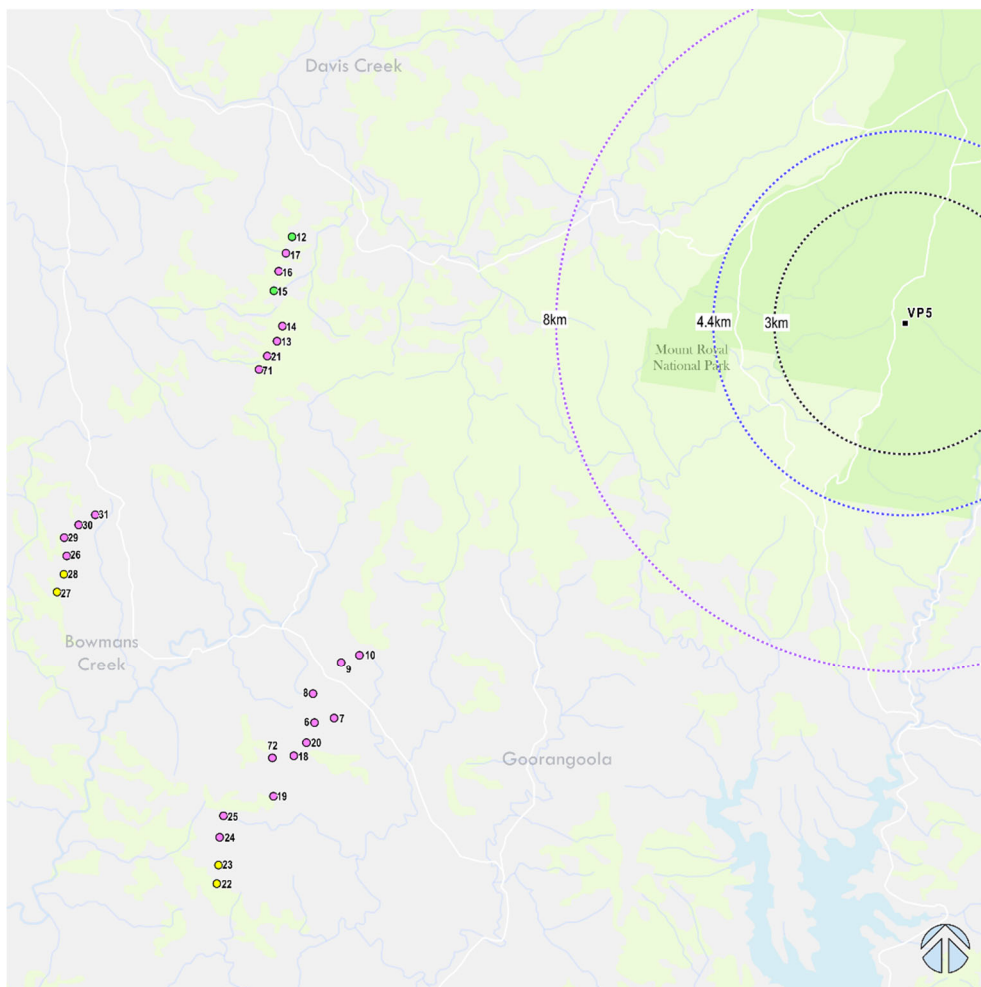 Davis Creek
12
17
16
15
14
13
21
71
8km
4.4km
3km
VP5
Mount Royal
National Park
31
30
29
26
28
27
Bowmans
Creek
10
9
8
7
6
20
72
18
Goorangoola
19
25
24
23
22